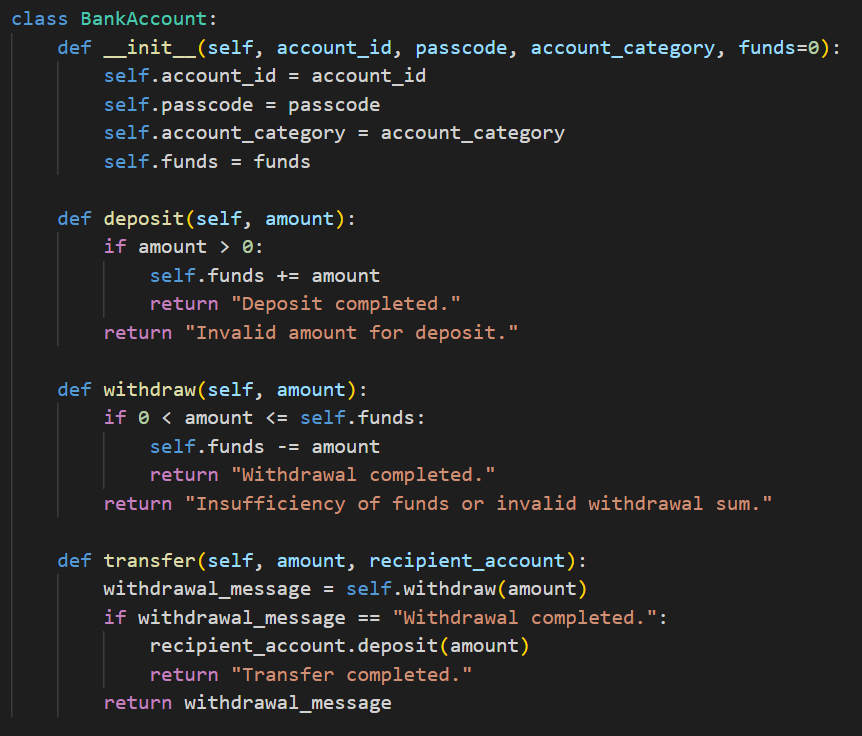 class BankAccount:
    def __init__(self, account_id, passcode, account_category, funds=0):
        self.account_id = account_id
        self.passcode = passcode
        self.account_category = account_category
        self.funds = funds

    def deposit(self, amount):
        if amount > 0:
            self.funds += amount
            return "Deposit completed."
        return "Invalid amount for deposit."

    def withdraw(self, amount):
        if 0 < amount <= self.funds:
            self.funds -= amount
            return "Withdrawal completed."
        return "Insufficiency of funds or invalid withdrawal sum."

    def transfer(self, amount, recipient_account):
        withdrawal_message = self.withdraw(amount)
        if withdrawal_message == "Withdrawal completed.":
            recipient_account.deposit(amount)
            return "Transfer completed."
        return withdrawal_message